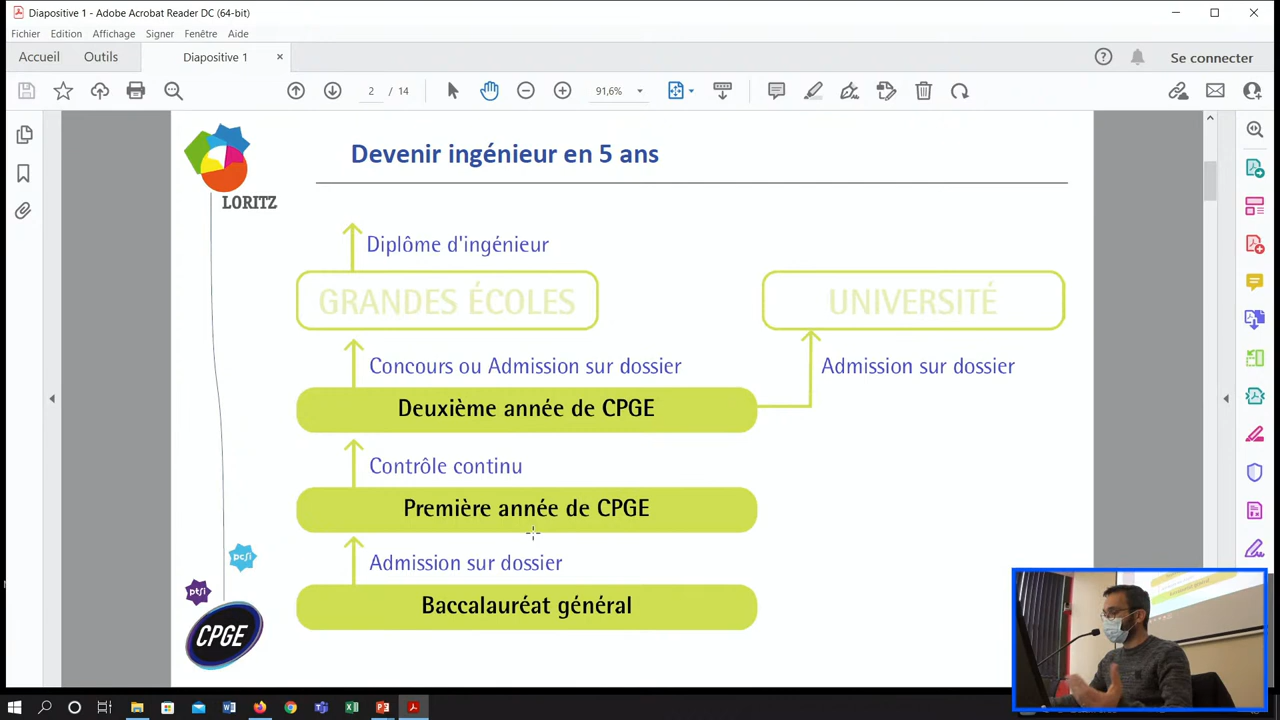 Diapositive 1 - Adobe Acrobat Reader DC (64-bit)
Fichier Edition Affichage Signer Fenêtre Aide
Accueil Outils Diapositive 1 × Se connecter
2 / 14 91,6%
Devenir ingénieur en 5 ans
LORITZ
Diplôme d'ingénieur
GRANDES ÉCOLES UNIVERSITÉ
Concours ou Admission sur dossier Admission sur dossier
Deuxième année de CPGE
Contrôle continu
Première année de CPGE
pcsi
Admission sur dossier
ptsi
Baccalauréat général
CPGE